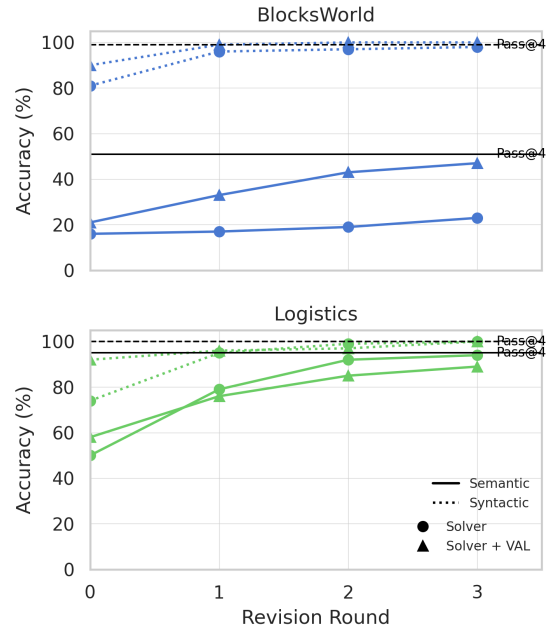 BlocksWorld
Accuracy (%)
100
80
60
40
20
0
Pass@4
Pass@4
Logistics
Accuracy (%)
100
80
60
40
20
0
Pass@4
Pass@4
Semantic
Syntactic
Solver
Solver + VAL
0 1 2 3
Revision Round